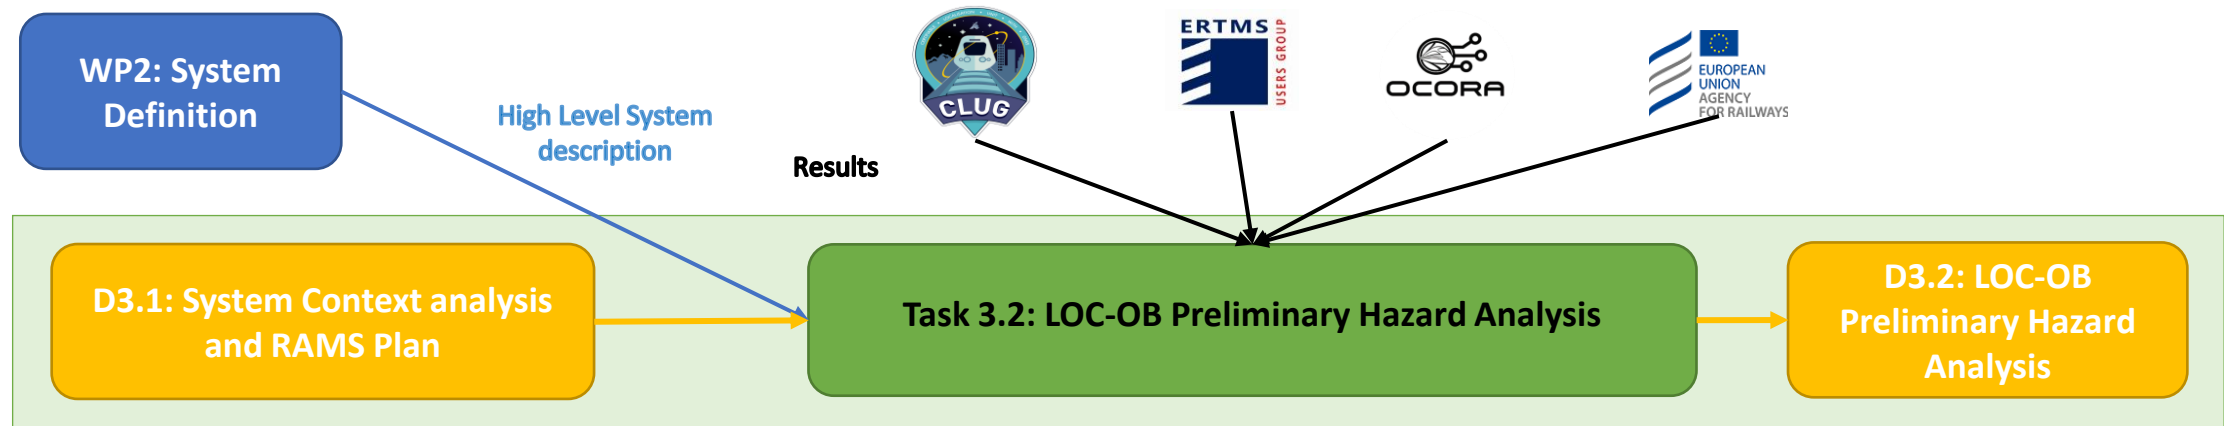 WP2: System
Definition
High Level System
description
Results
CLUG
ERTMS
USERS GROUP
OCORA
EUROPEAN
UNION
AGENCY
FOR RAILWAYS
D3.1: System Context analysis
and RAMS Plan
Task 3.2: LOC-OB Preliminary Hazard Analysis
D3.2: LOC-OB
Preliminary Hazard
Analysis